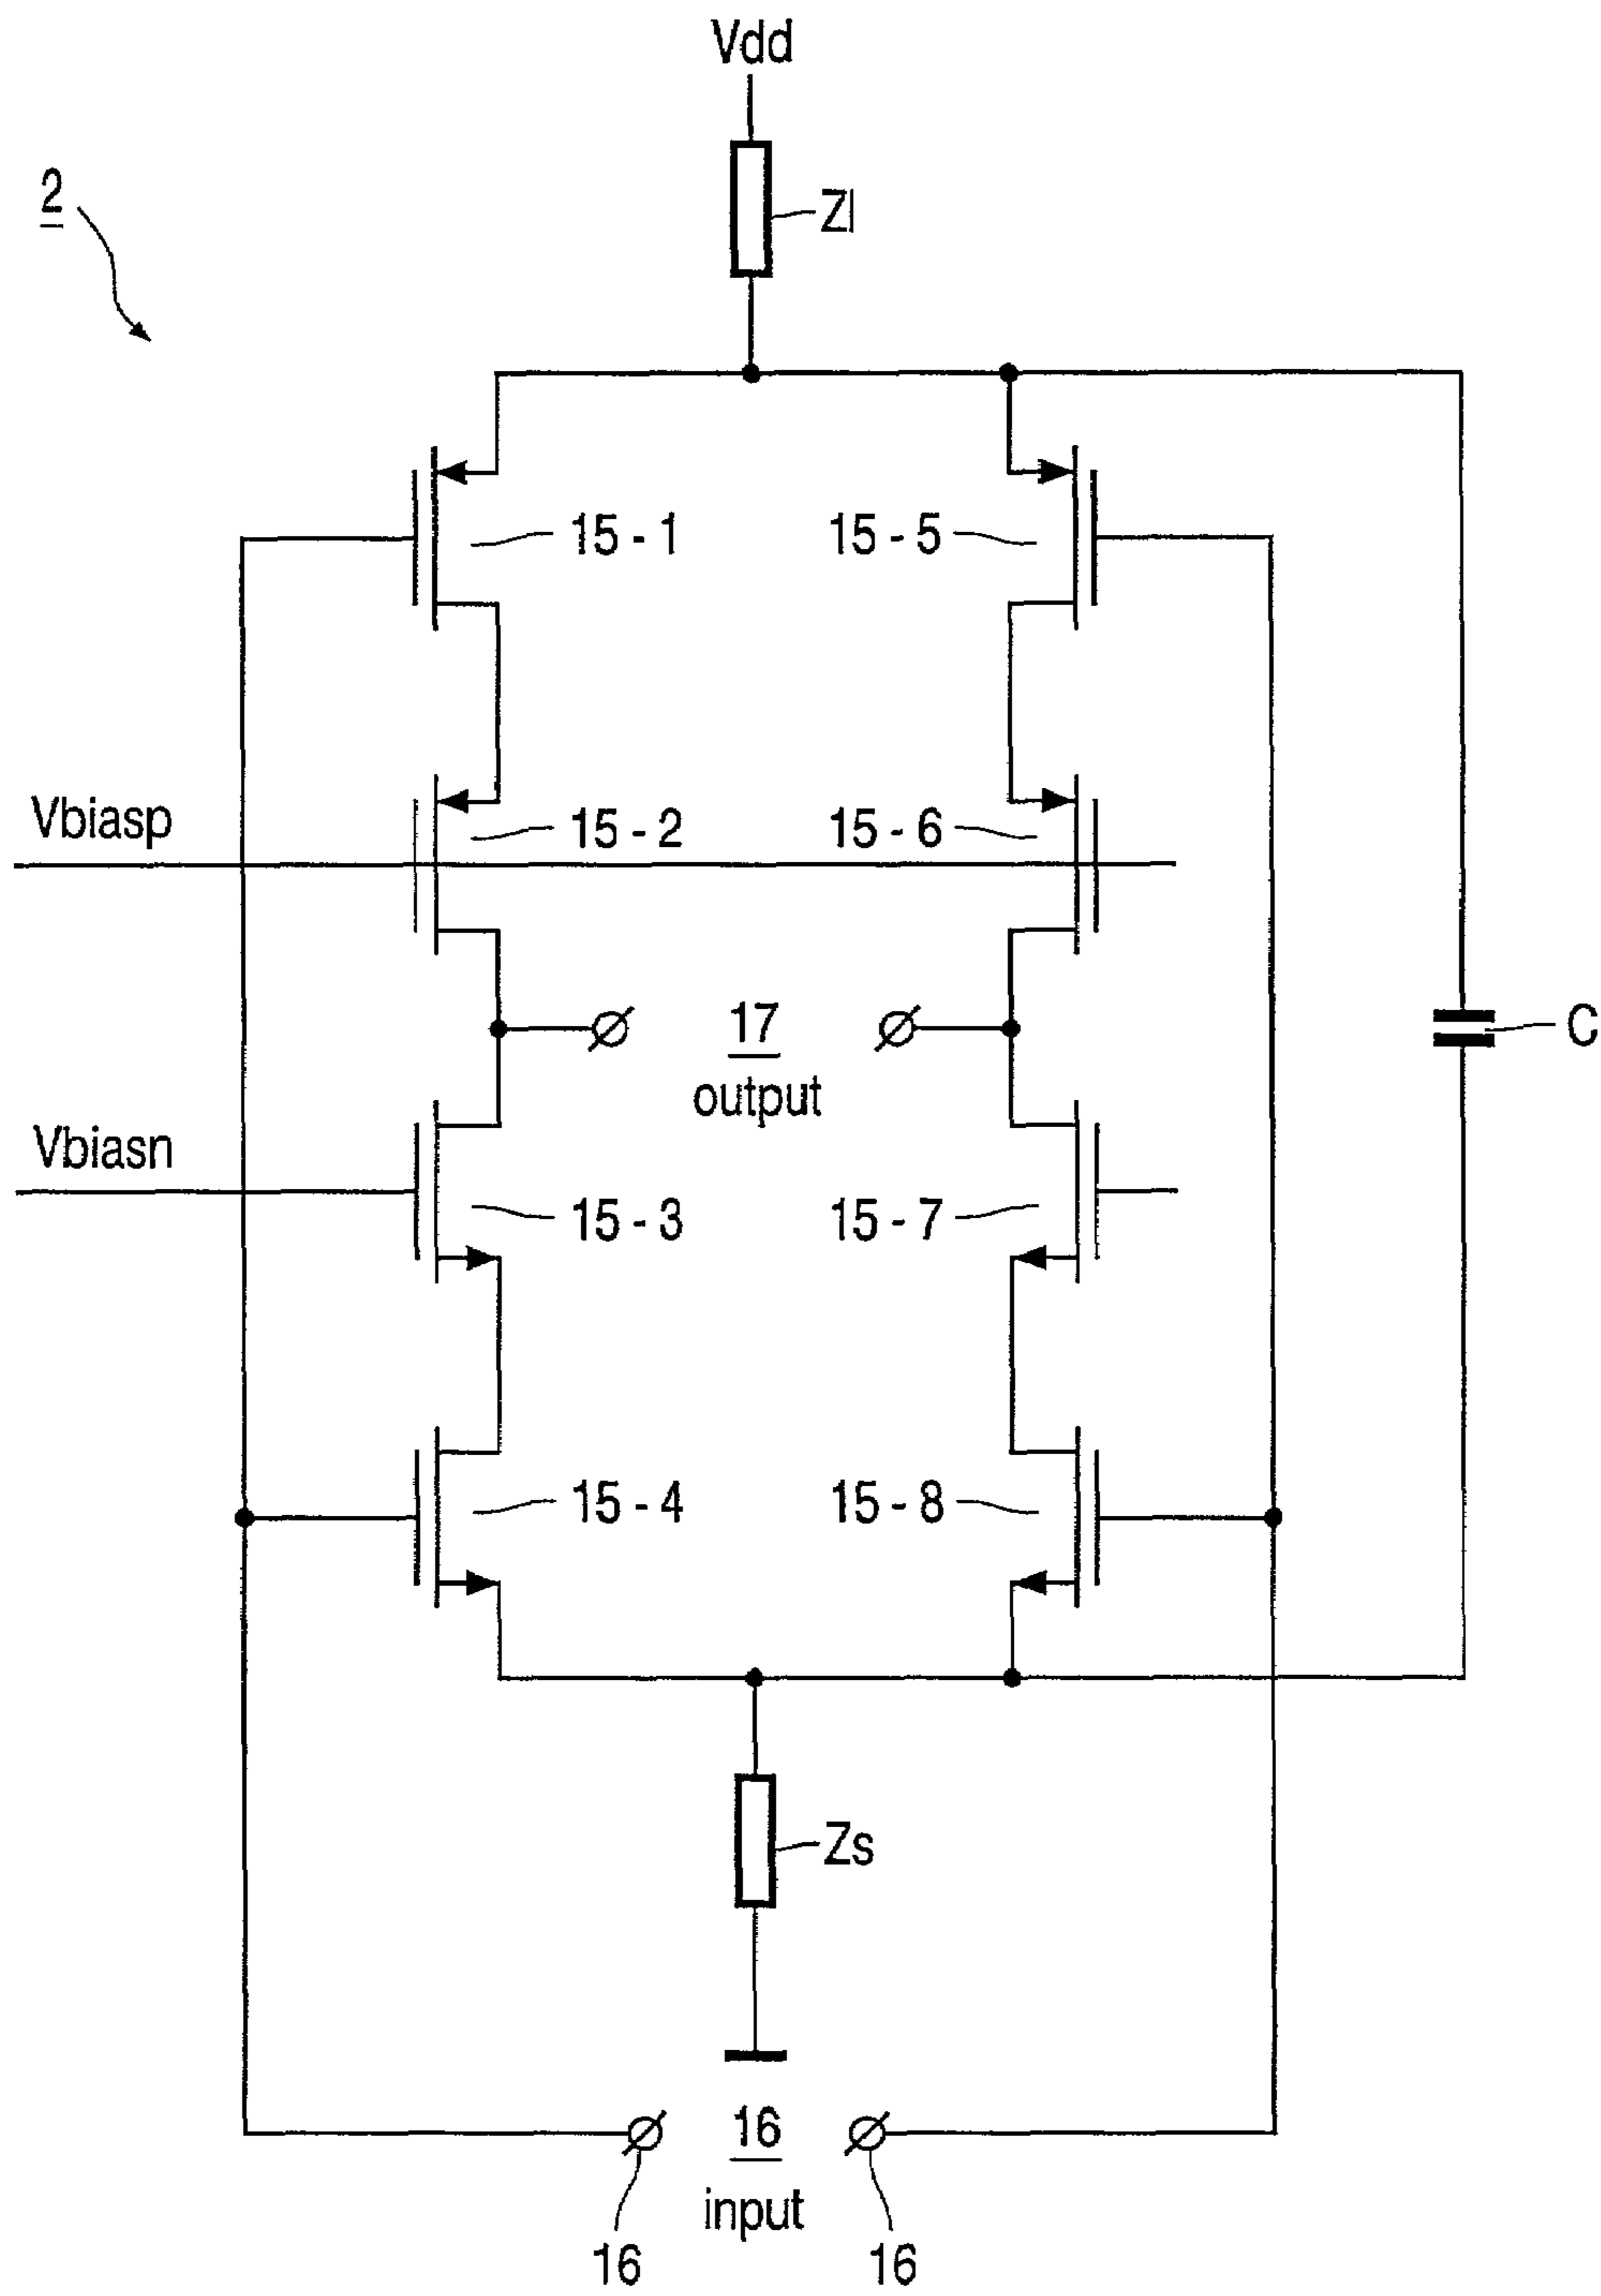 Vdd
2
Zl
15 - 1
15 - 5
Vbiasp
15 - 2
15 - 6
17
output
C
Vbiasn
15 - 3
15 - 7
15 - 4
15 - 8
Zs
16
input
16
16